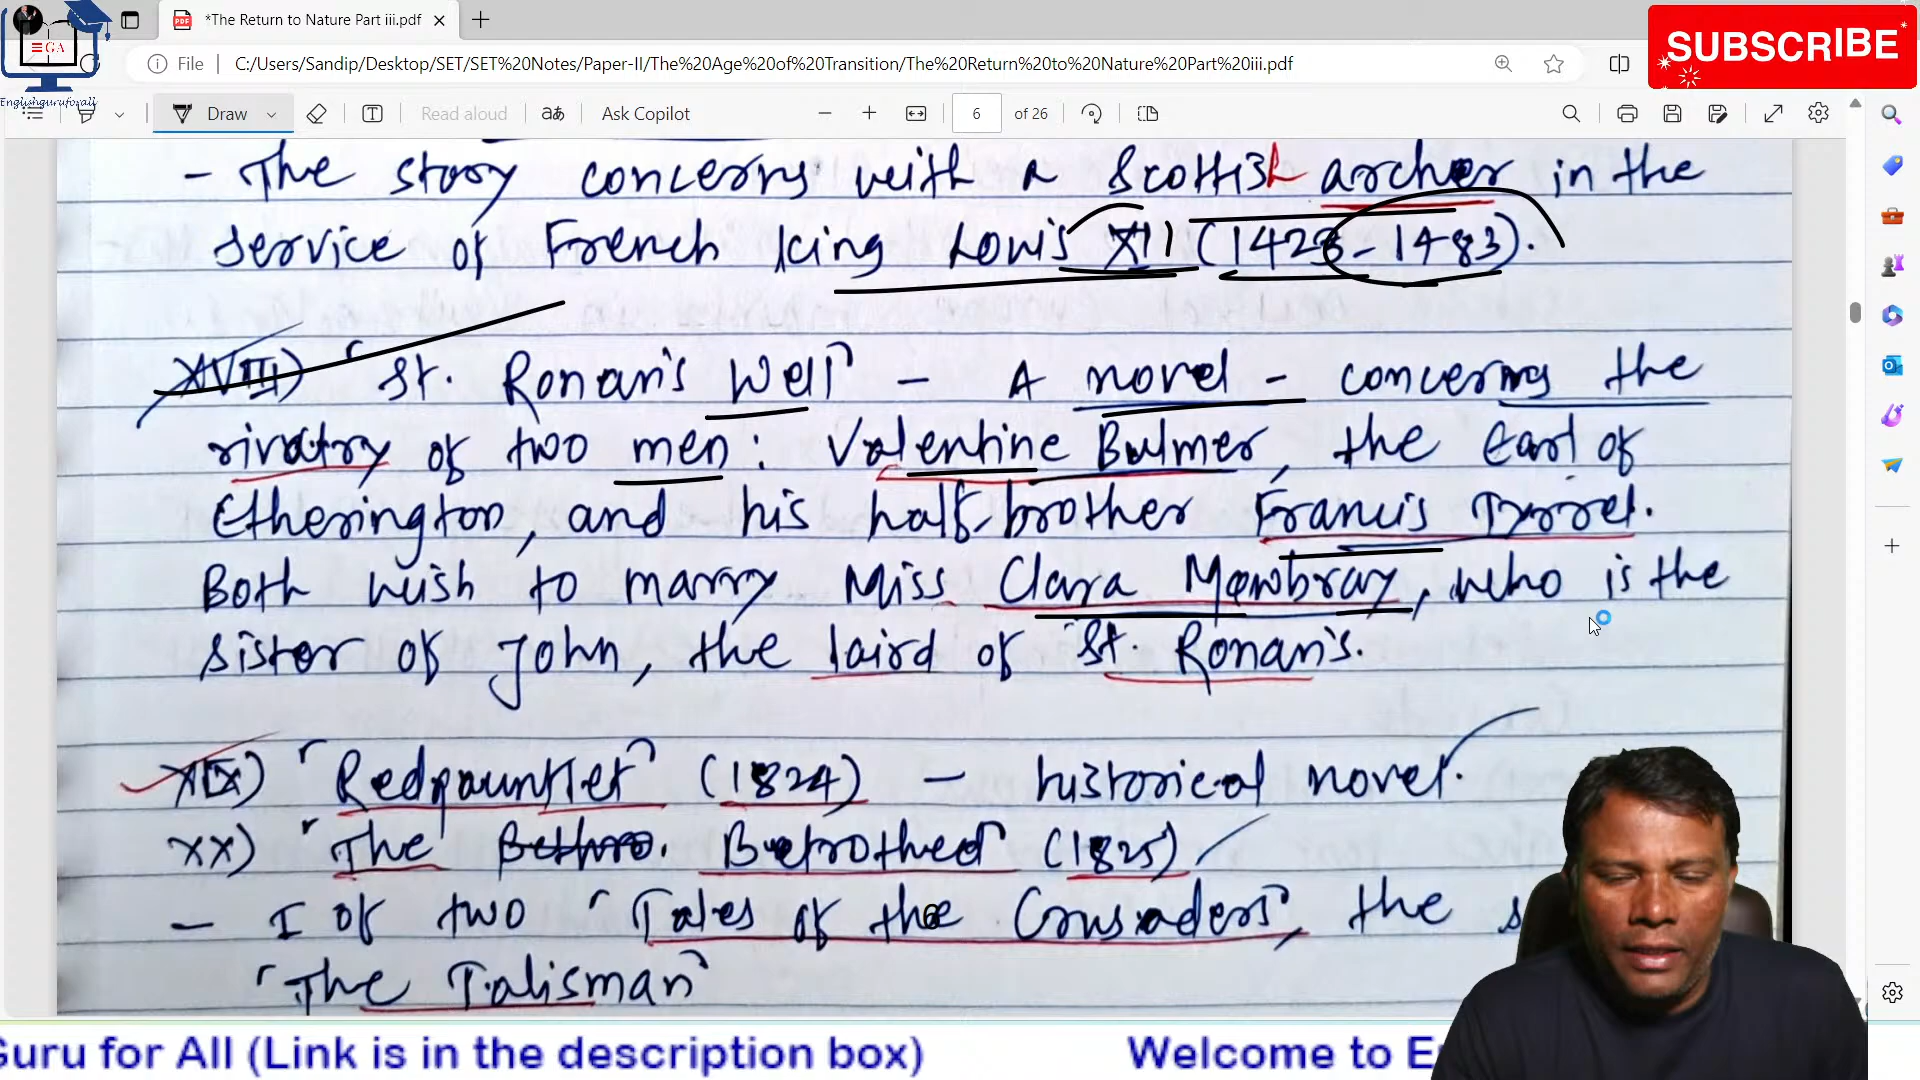 *The Return to Nature Part iii.pdf
SUBSCRIBE
≡GA
Englishguruforall
File
C:/Users/Sandip/Desktop/SET/SET%20Notes/Paper-II/The%20Age%20of%20Transition/The%20Return%20to%20Nature%20Part%20iii.pdf
Draw
Read aloud
aあ
Ask Copilot
6 of 26
- The story concerns with a Scottish archer in the
service of French King Louis XII (1423-1483).
XVIII) "St. Ronan's Well" - A novel - concerning the
rivalry of two men: Valentine Bulmer, the Earl of
Etherington, and his half-brother Francis Tyrrel.
Both wish to marry Miss Clara Mowbray, who is the
sister of John, the laird of St. Ronan's.
XIX) "Redgauntlet" (1824) - historical novel.
XX) "The Betrothed" (1825)
- I of two "Tales of the Crusaders", the
"The Talisman"
6
Guru for All (Link is in the description box)
Welcome to E